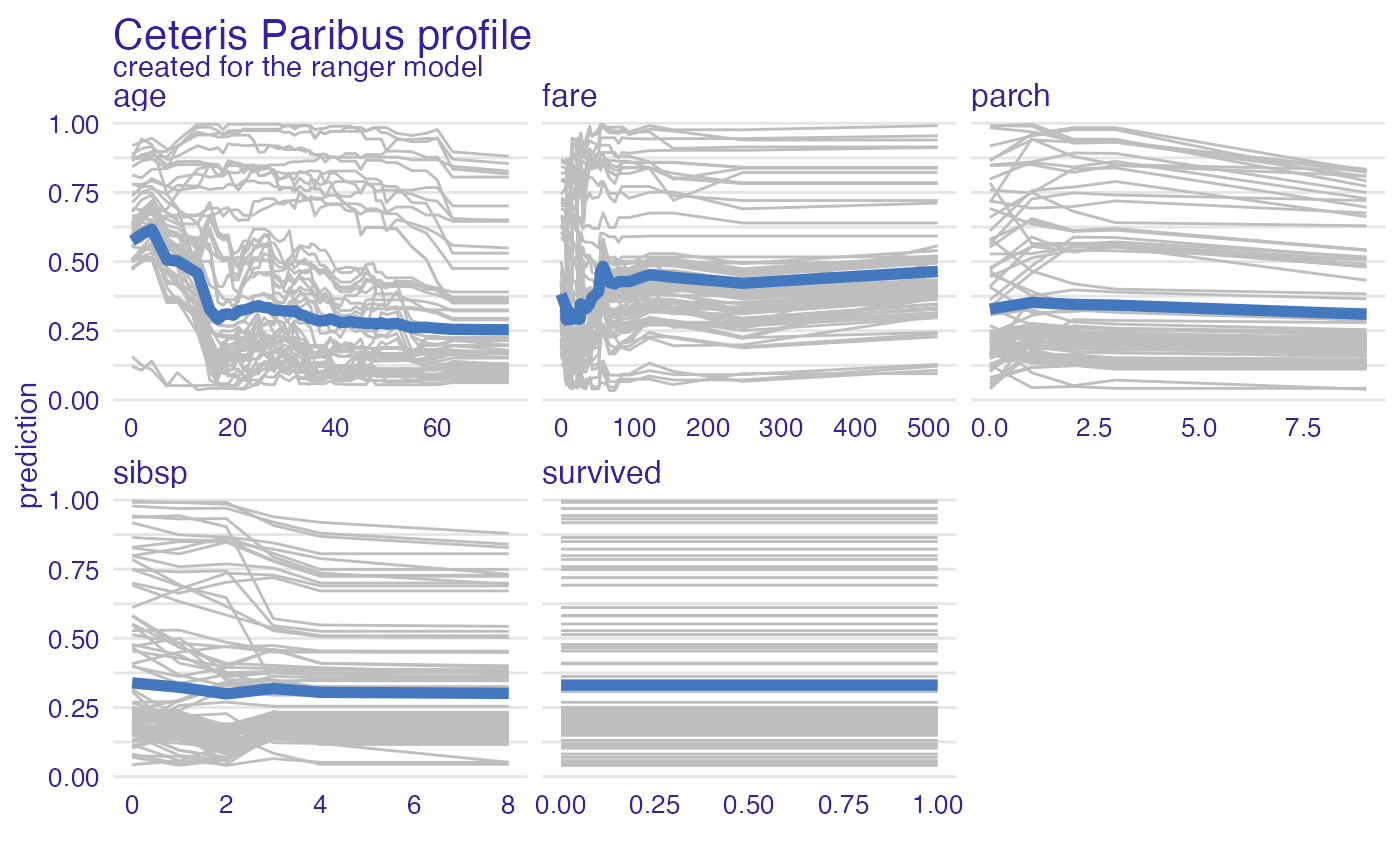 Ceteris Paribus profile
created for the ranger model
age fare parch
1.00
0.75
0.50
0.25
0.00
0 20 40 60 0 100 200 300 400 500 0.0 2.5 5.0 7.5
prediction
sibsp survived
1.00
0.75
0.50
0.25
0.00
0 2 4 6 8 0.00 0.25 0.50 0.75 1.00